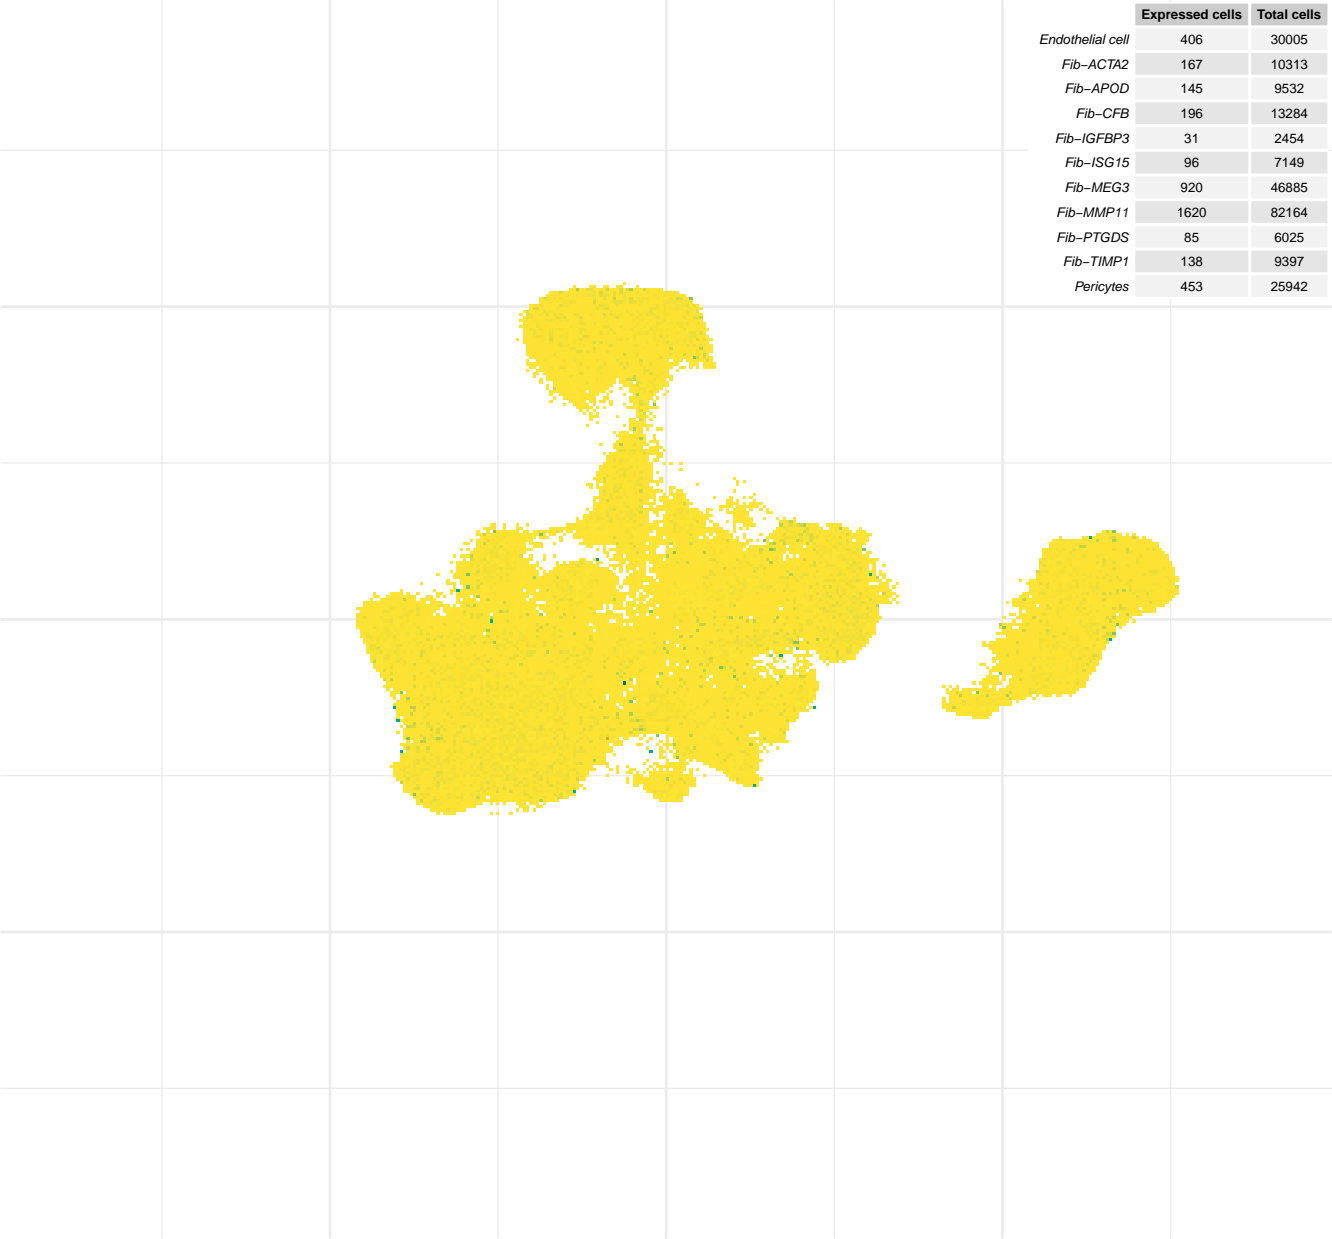 Expressed cells Total cells
Endothelial cell 406 30005
Fib−ACTA2 167 10313
Fib−APOD 145 9532
Fib−CFB 196 13284
Fib−IGFBP3 31 2454
Fib−ISG15 96 7149
Fib−MEG3 920 46885
Fib−MMP11 1620 82164
Fib−PTGDS 85 6025
Fib−TIMP1 138 9397
Pericytes 453 25942